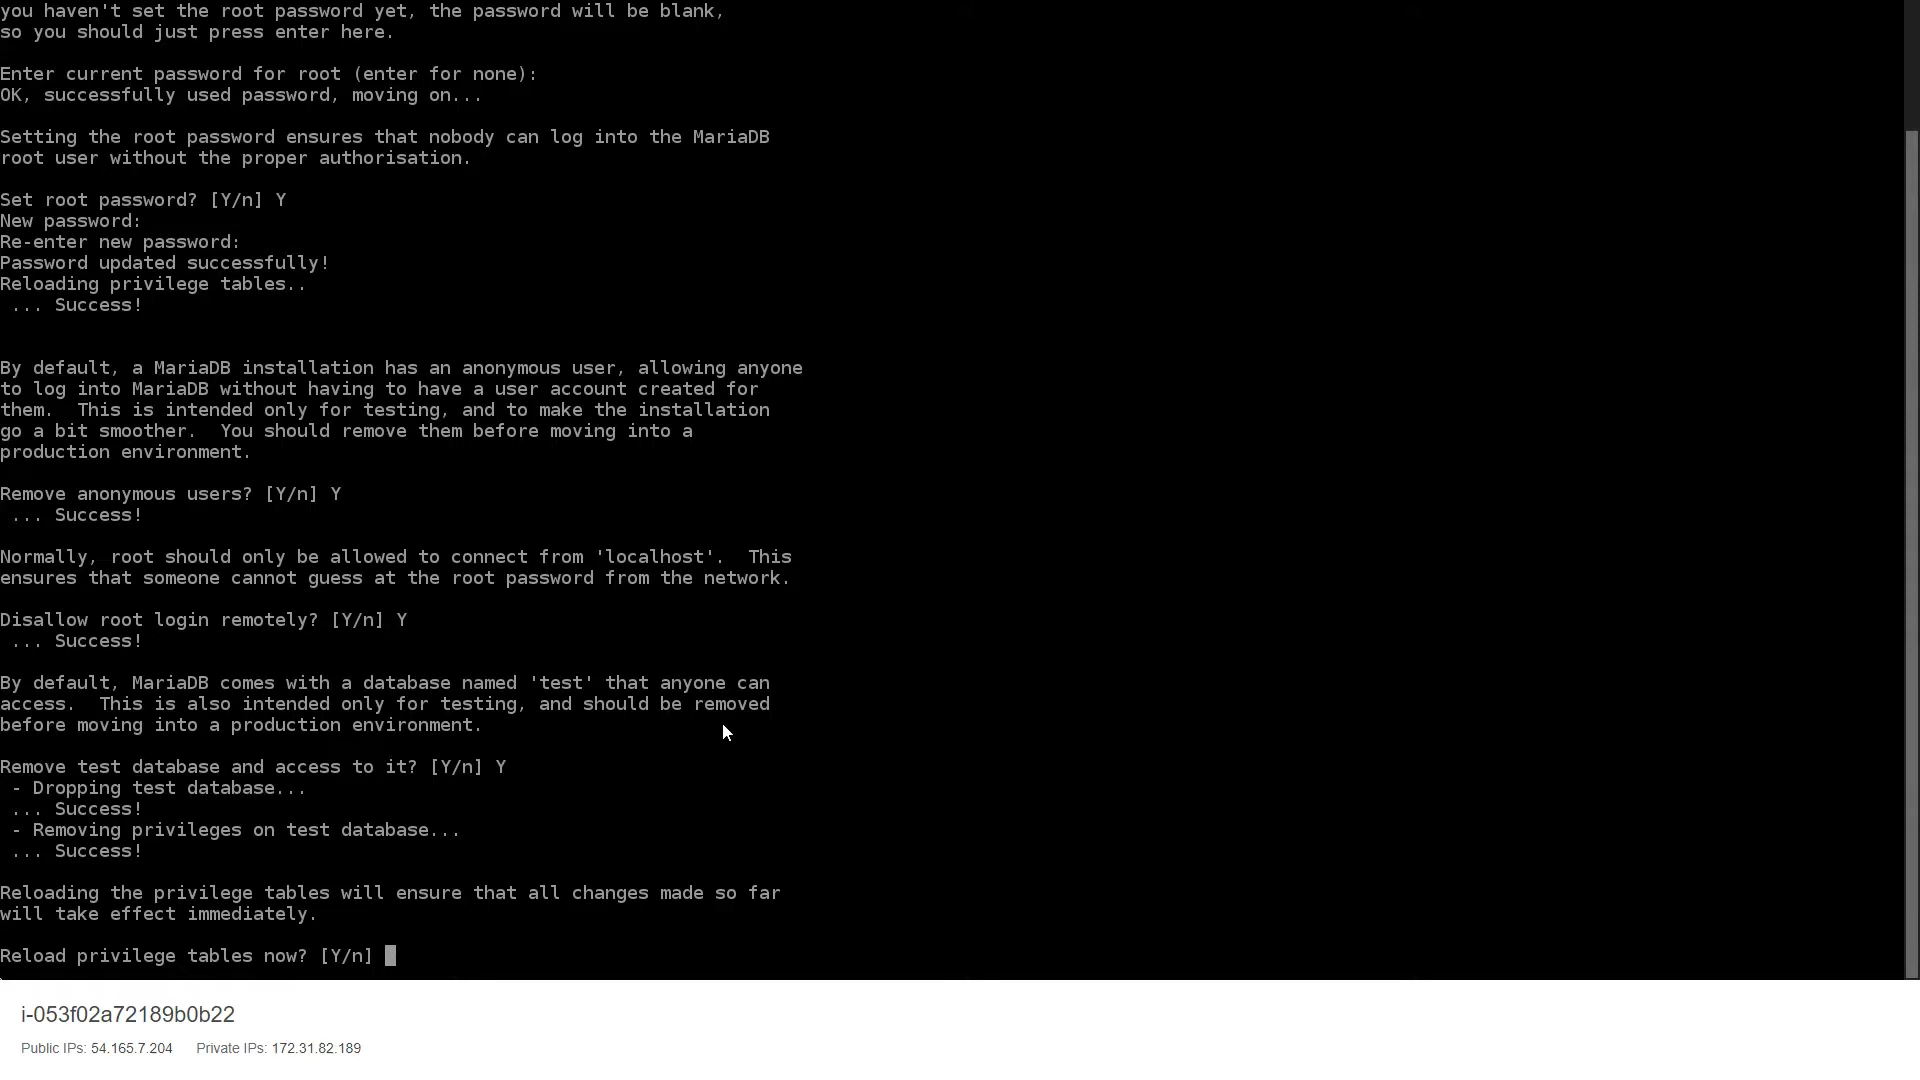 you haven't set the root password yet, the password will be blank,
so you should just press enter here.
Enter current password for root (enter for none):
OK, successfully used password, moving on...
Setting the root password ensures that nobody can log into the MariaDB
root user without the proper authorisation.
Set root password? [Y/n] Y
New password:
Re-enter new password:
Password updated successfully!
Reloading privilege tables..
 ... Success!
By default, a MariaDB installation has an anonymous user, allowing anyone
to log into MariaDB without having to have a user account created for
them.  This is intended only for testing, and to make the installation
go a bit smoother.  You should remove them before moving into a
production environment.
Remove anonymous users? [Y/n] Y
 ... Success!
Normally, root should only be allowed to connect from 'localhost'.  This
ensures that someone cannot guess at the root password from the network.
Disallow root login remotely? [Y/n] Y
 ... Success!
By default, MariaDB comes with a database named 'test' that anyone can
access.  This is also intended only for testing, and should be removed
before moving into a production environment.
Remove test database and access to it? [Y/n] Y
 - Dropping test database...
 ... Success!
 - Removing privileges on test database...
 ... Success!
Reloading the privilege tables will ensure that all changes made so far
will take effect immediately.
Reload privilege tables now? [Y/n]
i-053f02a72189b0b22
Public IPs: 54.165.7.204 Private IPs: 172.31.82.189